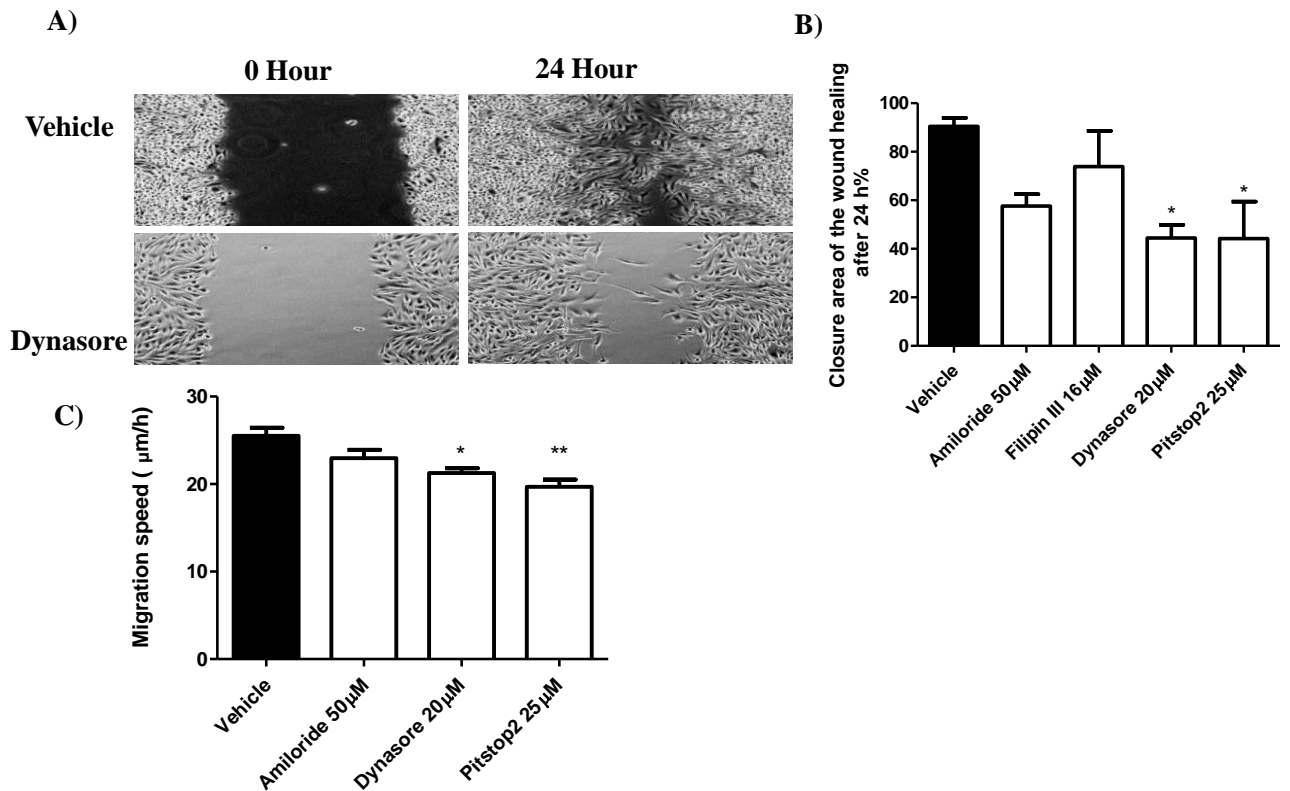 A)
0 Hour
24 Hour
Vehicle
Dynasore
B)
Closure area of the wound healing
after 24 h%
100
80
60
40
20
0
*
*
Vehicle
Amiloride 50µM
Filipin III 16µM
Dynasore 20µM
Pitstop2 25µM
C)
Migration speed ( µm/h)
30
20
10
0
*
**
Vehicle
Amiloride 50µM
Dynasore 20µM
Pitstop2 25µM